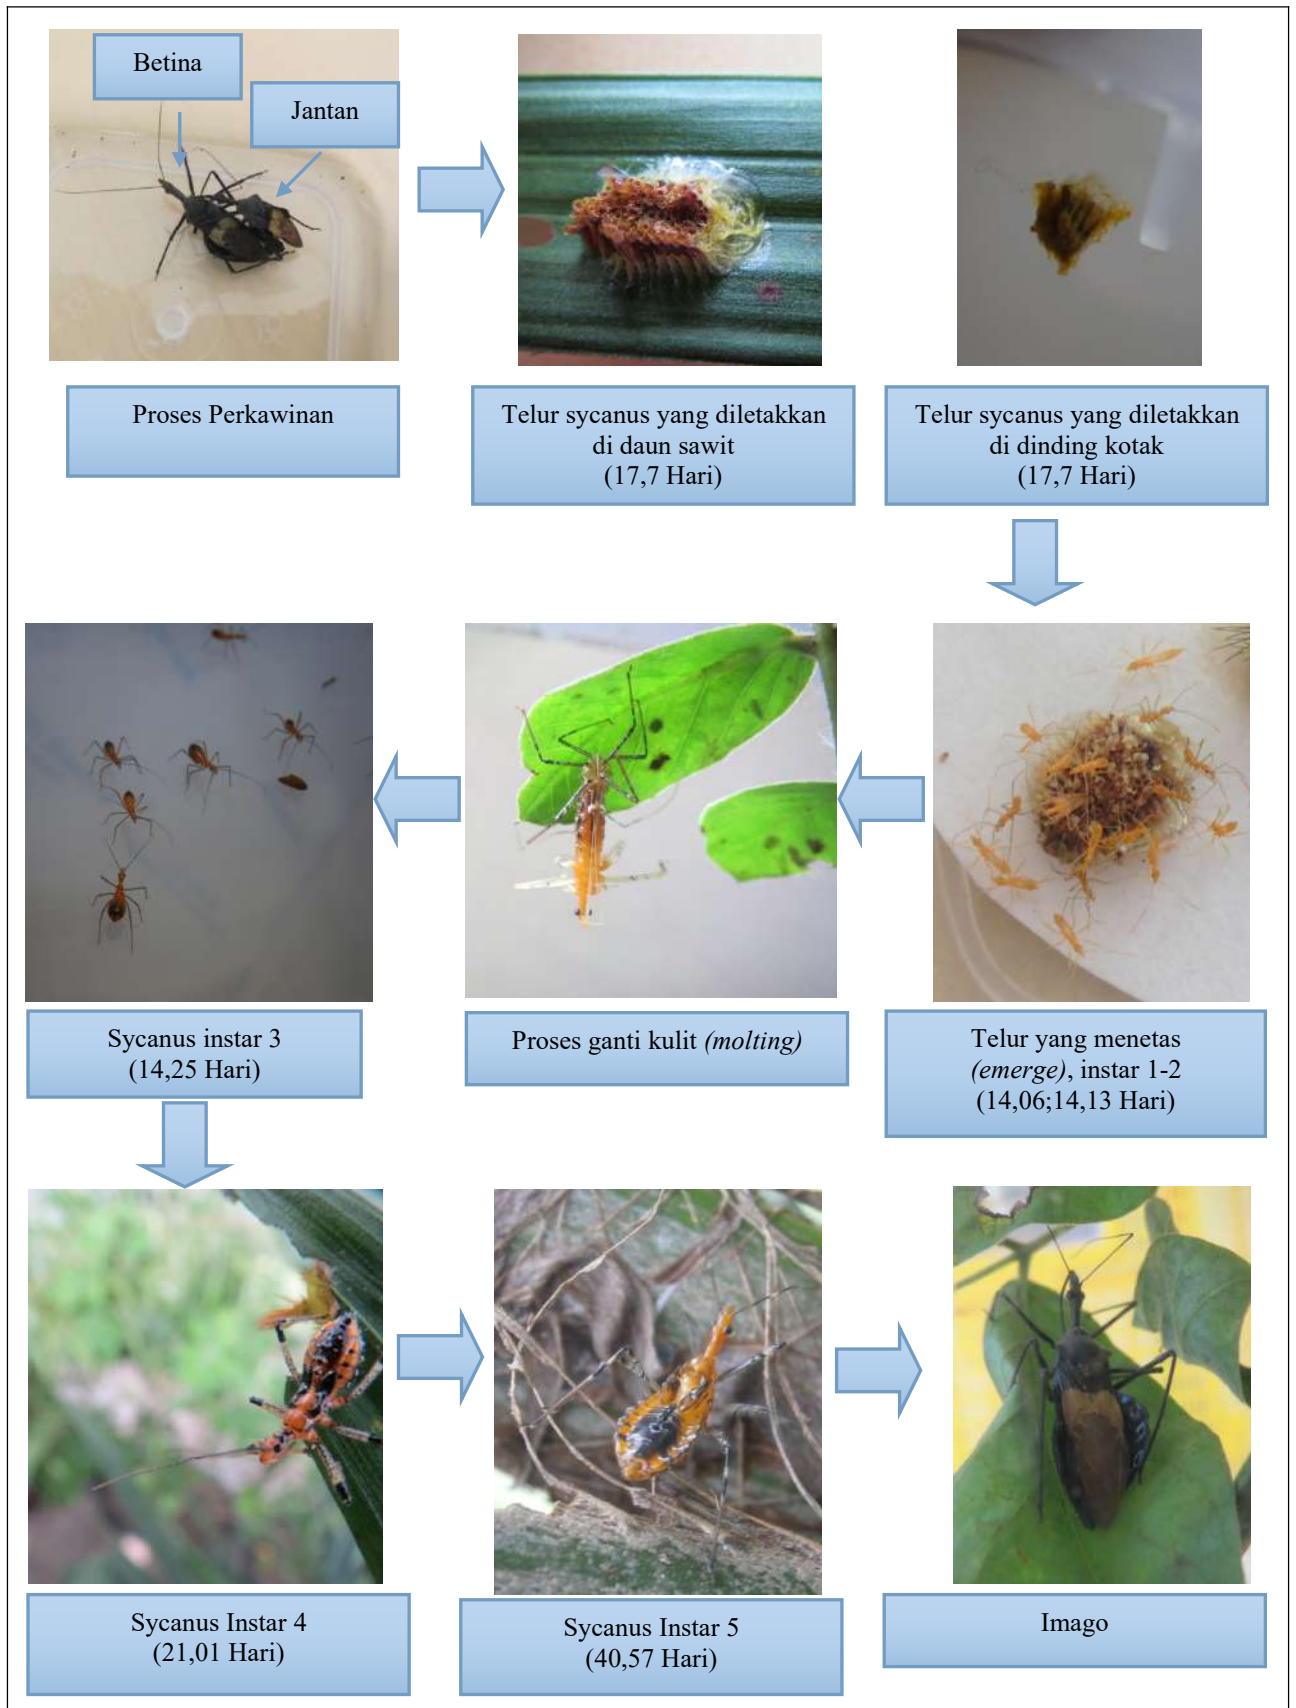 Betina
Jantan
Proses Perkawinan
Telur sycanus yang diletakkan
di daun sawit
(17,7 Hari)
Telur sycanus yang diletakkan
di dinding kotak
(17,7 Hari)
Sycanus instar 3
(14,25 Hari)
Proses ganti kulit (molting)
Telur yang menetas
(emerge), instar 1-2
(14,06;14,13 Hari)
Sycanus Instar 4
(21,01 Hari)
Sycanus Instar 5
(40,57 Hari)
Imago